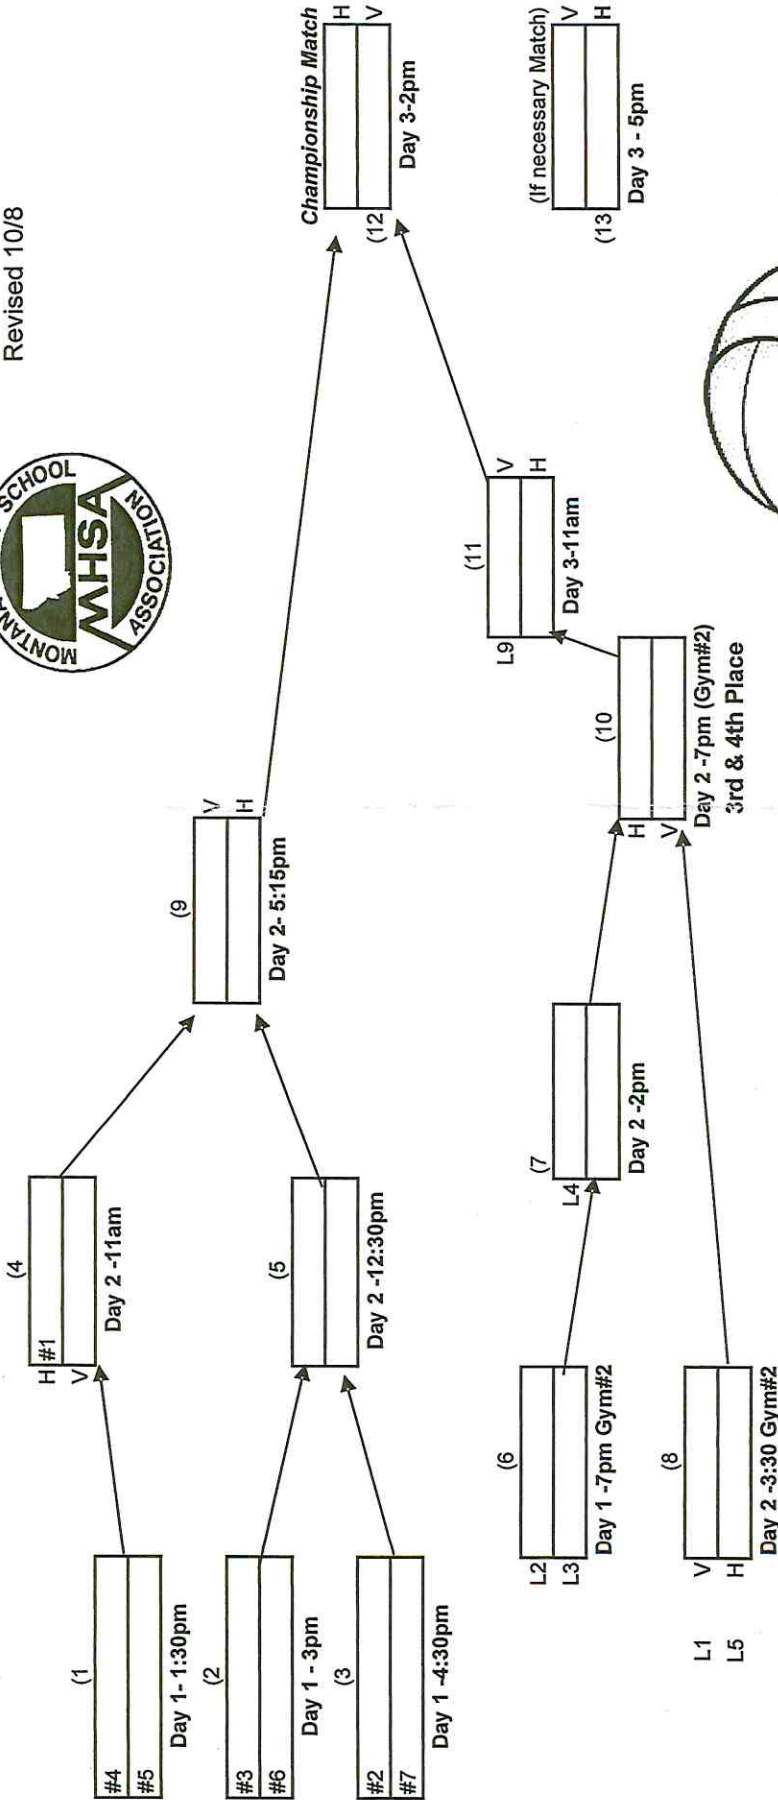 Revised 10/8
MONTANA
SCHOOL
MHSA
ASSOCIATION
(1
#4
#5
Day 1- 1:30pm
(2
#3
#6
Day 1 - 3pm
(3
#2
#7
Day 1 -4:30pm
(4
H #1
V
Day 2 -11am
(5
Day 2 -12:30pm
(9
V
H
Day 2- 5:15pm
Championship Match
H
V
(12
Day 3-2pm
(If necessary Match)
V
H
(13
Day 3 - 5pm
(6
L2
L3
Day 1 -7pm Gym#2
(7
L4
Day 2 -2pm
(8
L1 V
L5 H
Day 2 -3:30 Gym#2
(10
H
V
Day 2 -7pm (Gym#2)
3rd & 4th Place
(11
L9
V
H
Day 3-11am